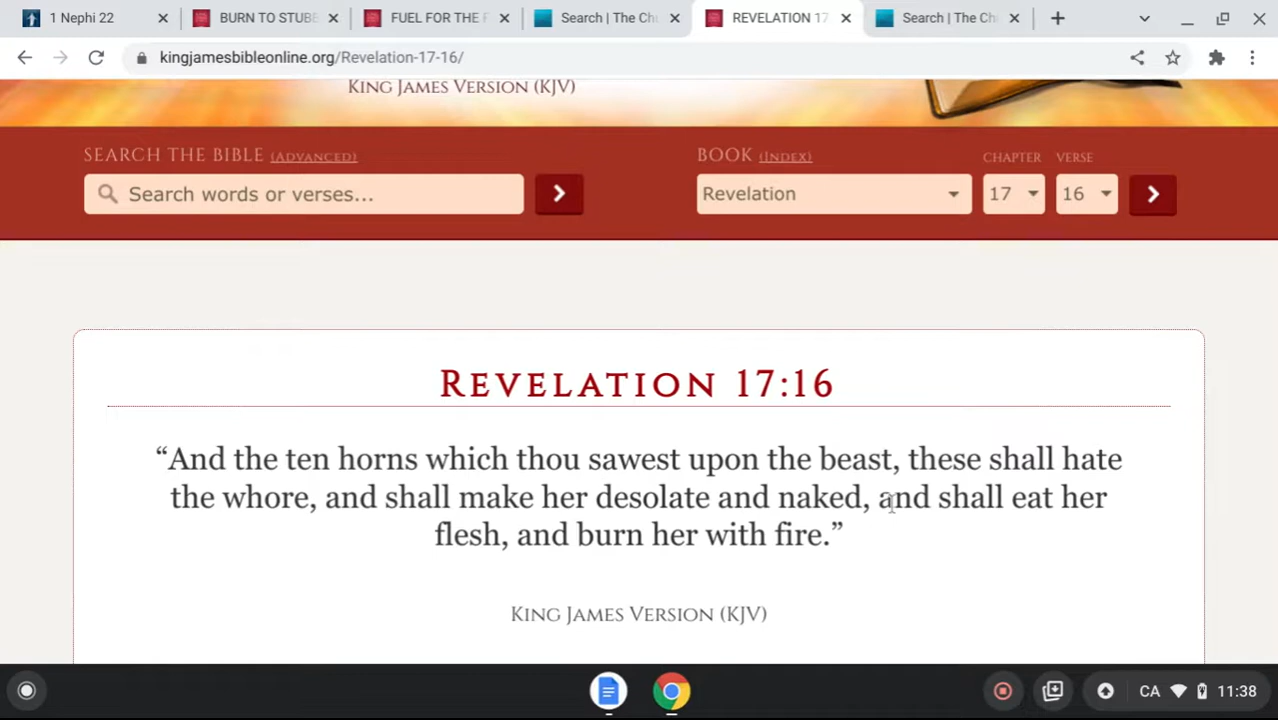 1 Nephi 22
BURN TO STUBB
FUEL FOR THE F
Search | The Chu
REVELATION 17
Search | The Chu
kingjamesbibleonline.org/Revelation-17-16/
King James Version (KJV)
Search the Bible (Advanced)
Book (Index)
Chapter
Verse
Search words or verses...
Revelation
17
16
Revelation 17:16
“And the ten horns which thou sawest upon the beast, these shall hate
the whore, and shall make her desolate and naked, and shall eat her
flesh, and burn her with fire.”
King James Version (KJV)
CA
11:38